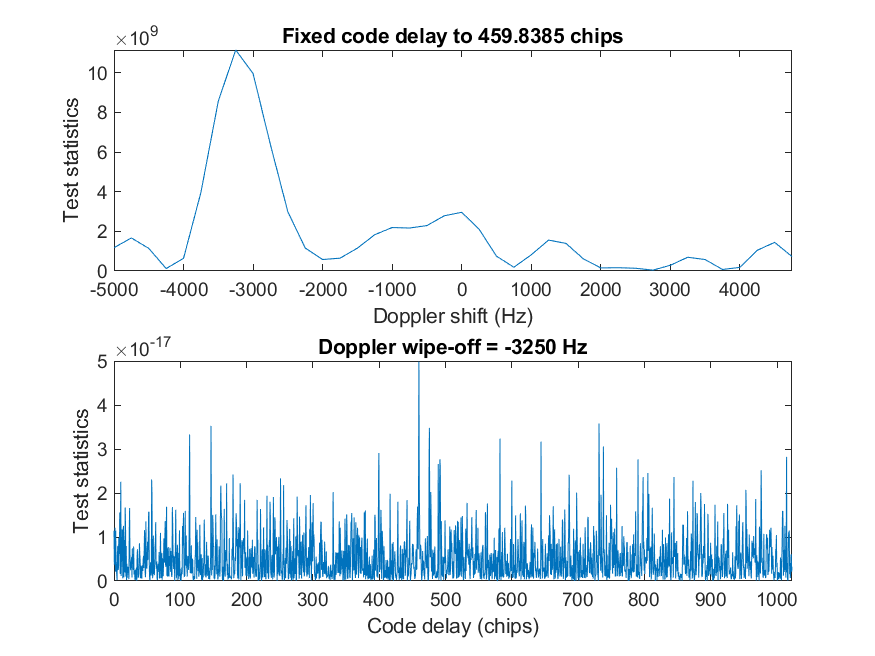 ×10^9
Fixed code delay to 459.8385 chips
10
8
6
4
2
0
Test statistics
-5000 -4000 -3000 -2000 -1000 0 1000 2000 3000 4000
Doppler shift (Hz)
×10^-17
Doppler wipe-off = -3250 Hz
5
4
3
2
1
0
Test statistics
0 100 200 300 400 500 600 700 800 900 1000
Code delay (chips)